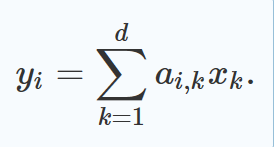 y_i = \sum_{k=1}^{d} a_{i,k} x_k.